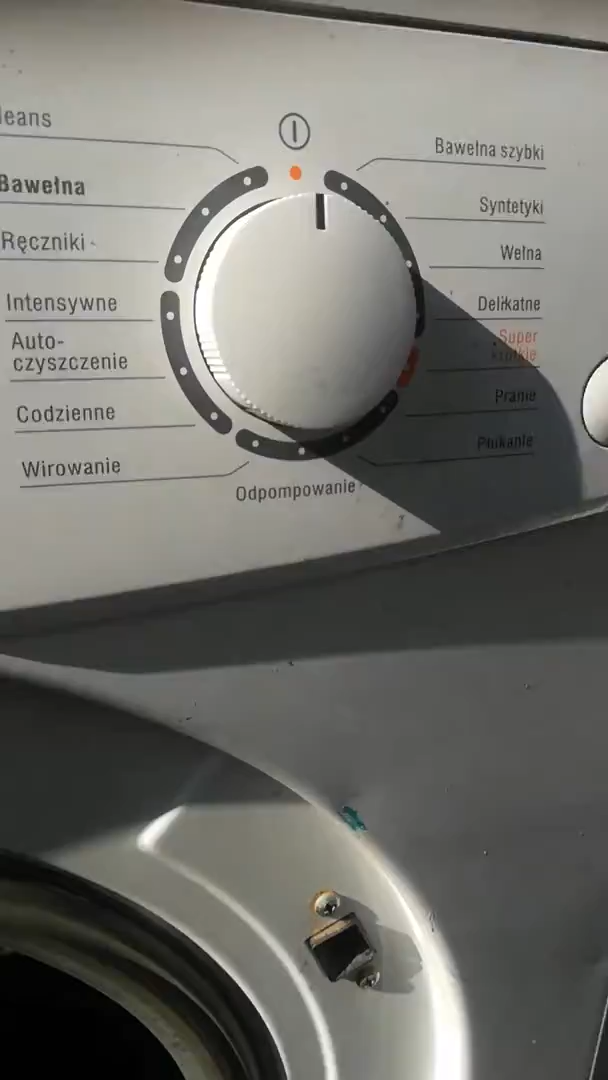 Jeans
Bawełna
Ręczniki
Intensywne
Auto-
czyszczenie
Codzienne
Wirowanie
Odpompowanie
Bawełna szybki
Syntetyki
Wełna
Delikatne
Super
krótkie
Pranie
Płukanie